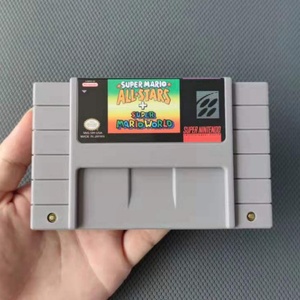 SUPER MARIO
ALL-STARS
+
SUPER
MARIO WORLD
SUPER NINTENDO